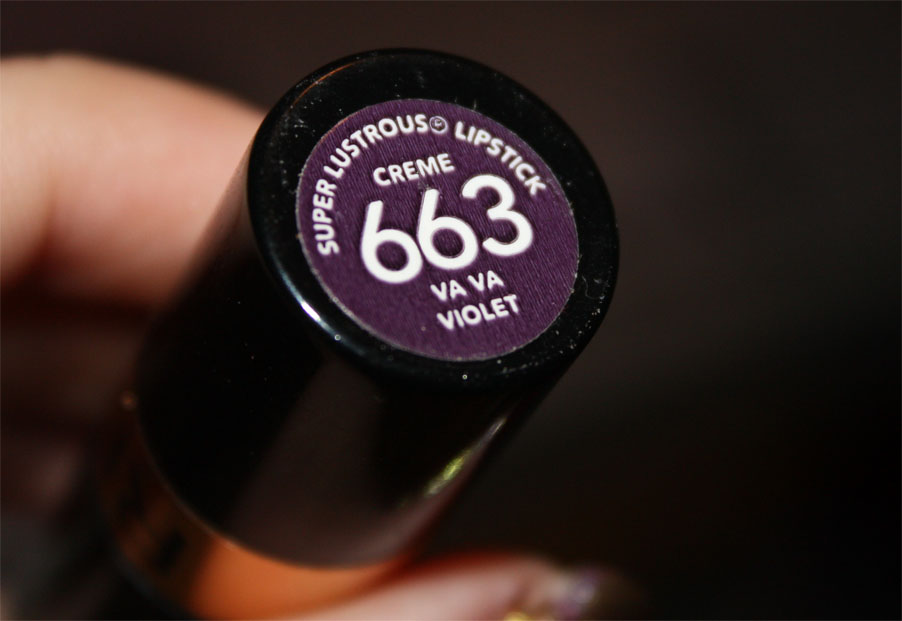 SUPER LUSTROUS© LIPSTICK
CREME
663
VA VA
VIOLET